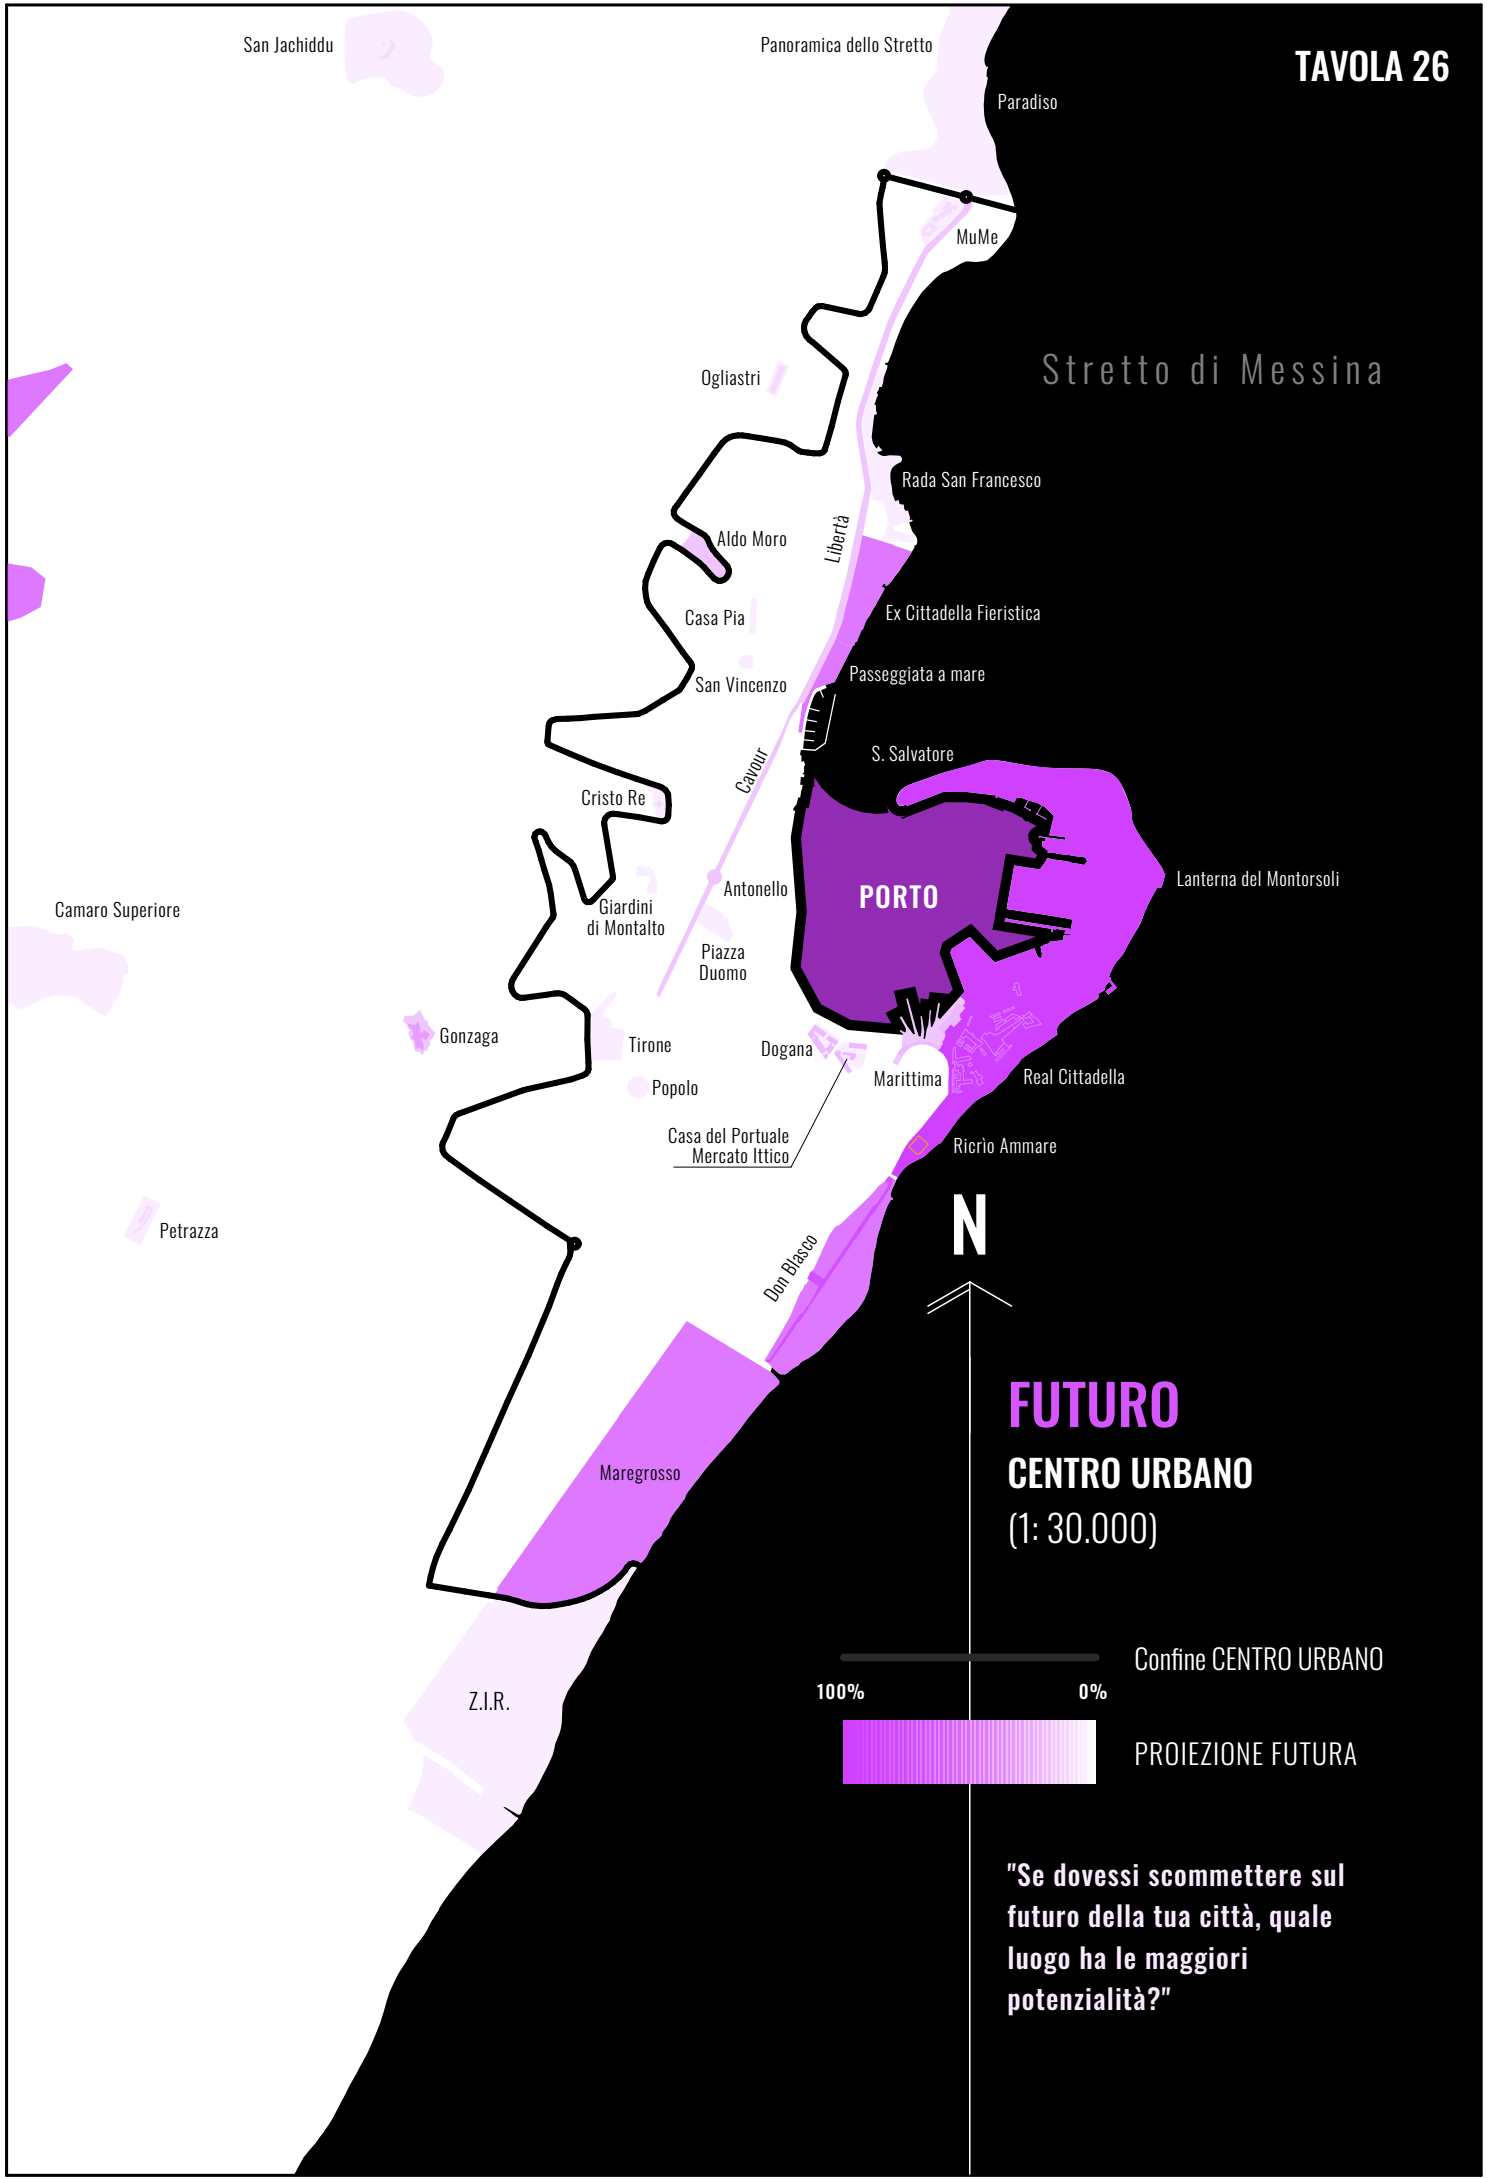 TAVOLA 26
San Jachiddu
Panoramica dello Stretto
Paradiso
MuMe
Stretto di Messina
Ogliastri
Rada San Francesco
Libertà
Aldo Moro
Casa Pia
Ex Cittadella Fieristica
San Vincenzo
Passeggiata a mare
S. Salvatore
Cavour
Cristo Re
Antonello
PORTO
Lanterna del Montorsoli
Giardini
di Montalto
Camaro Superiore
Piazza
Duomo
Gonzaga
Tirone
Dogana
Popolo
Marittima
Real Cittadella
Casa del Portuale
Mercato Ittico
Ricrìo Ammare
Petrazza
N
Don Blasco
Maregrosso
Z.I.R.
FUTURO
CENTRO URBANO
(1: 30.000)
Confine CENTRO URBANO
100%
0%
PROIEZIONE FUTURA
"Se dovessi scommettere sul
futuro della tua città, quale
luogo ha le maggiori
potenzialità?"